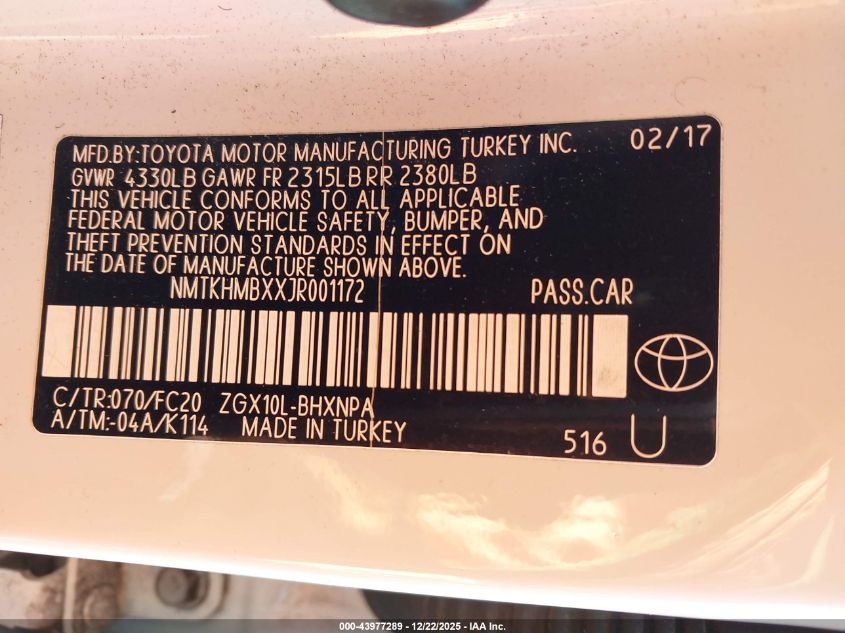 MFD.BY:TOYOTA MOTOR MANUFACTURING TURKEY INC. 02/17
GVWR 4330LB GAWR FR 2315LB RR 2380LB
THIS VEHICLE CONFORMS TO ALL APPLICABLE
FEDERAL MOTOR VEHICLE SAFETY, BUMPER, AND
THEFT PREVENTION STANDARDS IN EFFECT ON
THE DATE OF MANUFACTURE SHOWN ABOVE.
NMTKHMBXXJR001172 PASS.CAR
C/TR:070/FC20 ZGX10L-BHXNPA
A/TM:-04A/K114 MADE IN TURKEY
516 U
000-43977289 - 12/22/2025 - IAA Inc.